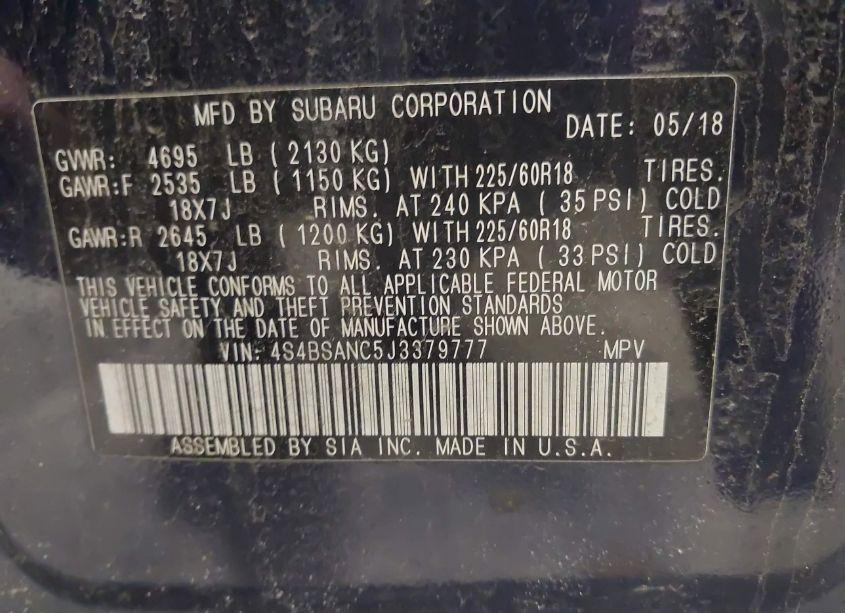 MFD BY SUBARU CORPORATION
DATE: 05/18
GVWR: 4695 LB ( 2130 KG)
GAWR:F 2535 LB ( 1150 KG) WITH 225/60R18 TIRES.
18X7J RIMS. AT 240 KPA ( 35 PSI) COLD
GAWR:R 2645 LB ( 1200 KG) WITH 225/60R18 TIRES.
18X7J RIMS. AT 230 KPA ( 33 PSI) COLD
THIS VEHICLE CONFORMS TO ALL APPLICABLE FEDERAL MOTOR
VEHICLE SAFETY AND THEFT PREVENTION STANDARDS
IN EFFECT ON THE DATE OF MANUFACTURE SHOWN ABOVE.
VIN: 4S4BSANC5J3379777 MPV
ASSEMBLED BY SIA INC. MADE IN U.S.A.